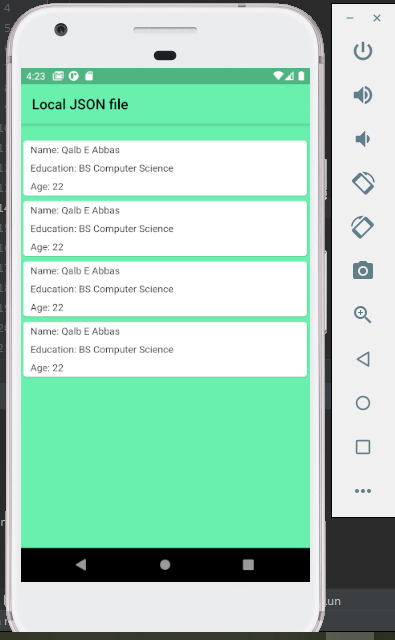 4:23
Local JSON file
Name: Qalb E Abbas
Education: BS Computer Science
Age: 22
Name: Qalb E Abbas
Education: BS Computer Science
Age: 22
Name: Qalb E Abbas
Education: BS Computer Science
Age: 22
Name: Qalb E Abbas
Education: BS Computer Science
Age: 22